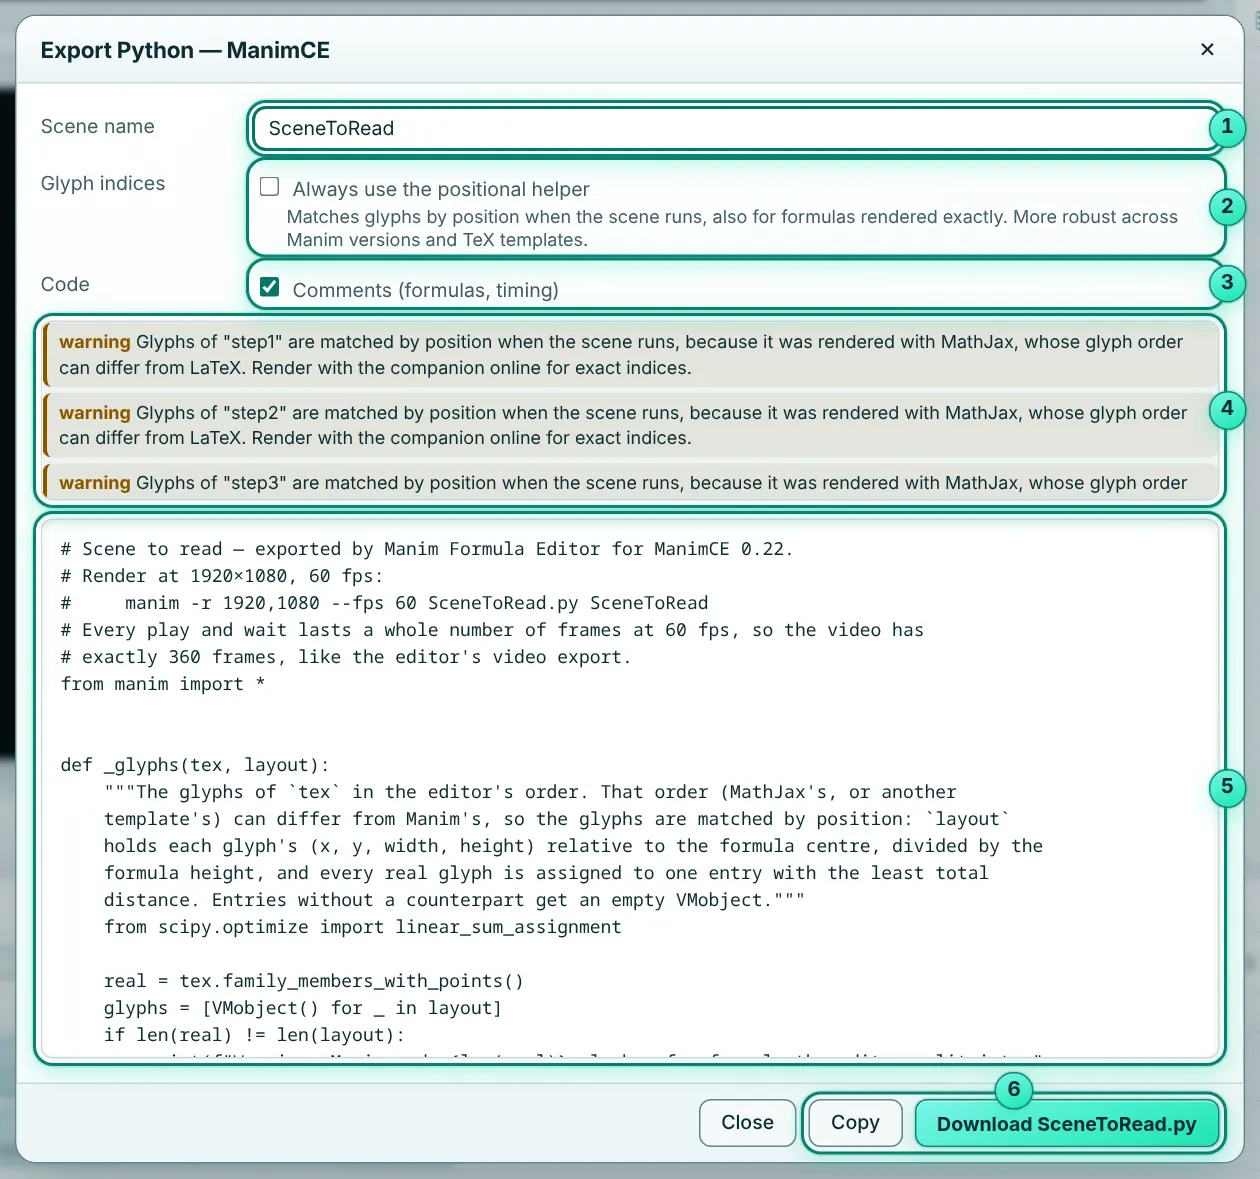 Export Python — ManimCE
×
Scene name
SceneToRead
1
Glyph indices
Always use the positional helper
Matches glyphs by position when the scene runs, also for formulas rendered exactly. More robust across
Manim versions and TeX templates.
2
Code
Comments (formulas, timing)
3
warning Glyphs of "step1" are matched by position when the scene runs, because it was rendered with MathJax, whose glyph order
can differ from LaTeX. Render with the companion online for exact indices.
warning Glyphs of "step2" are matched by position when the scene runs, because it was rendered with MathJax, whose glyph order
can differ from LaTeX. Render with the companion online for exact indices.
4
warning Glyphs of "step3" are matched by position when the scene runs, because it was rendered with MathJax, whose glyph order
# Scene to read — exported by Manim Formula Editor for ManimCE 0.22.
# Render at 1920×1080, 60 fps:
#     manim -r 1920,1080 --fps 60 SceneToRead.py SceneToRead
# Every play and wait lasts a whole number of frames at 60 fps, so the video has
# exactly 360 frames, like the editor's video export.
from manim import *
def _glyphs(tex, layout):
    """The glyphs of `tex` in the editor's order. That order (MathJax's, or another
    template's) can differ from Manim's, so the glyphs are matched by position: `layout`
    holds each glyph's (x, y, width, height) relative to the formula centre, divided by the
    formula height, and every real glyph is assigned to one entry with the least total
    distance. Entries without a counterpart get an empty VMobject."""
    from scipy.optimize import linear_sum_assignment
    real = tex.family_members_with_points()
    glyphs = [VMobject() for _ in layout]
    if len(real) != len(layout):
5
6
Close
Copy
Download SceneToRead.py